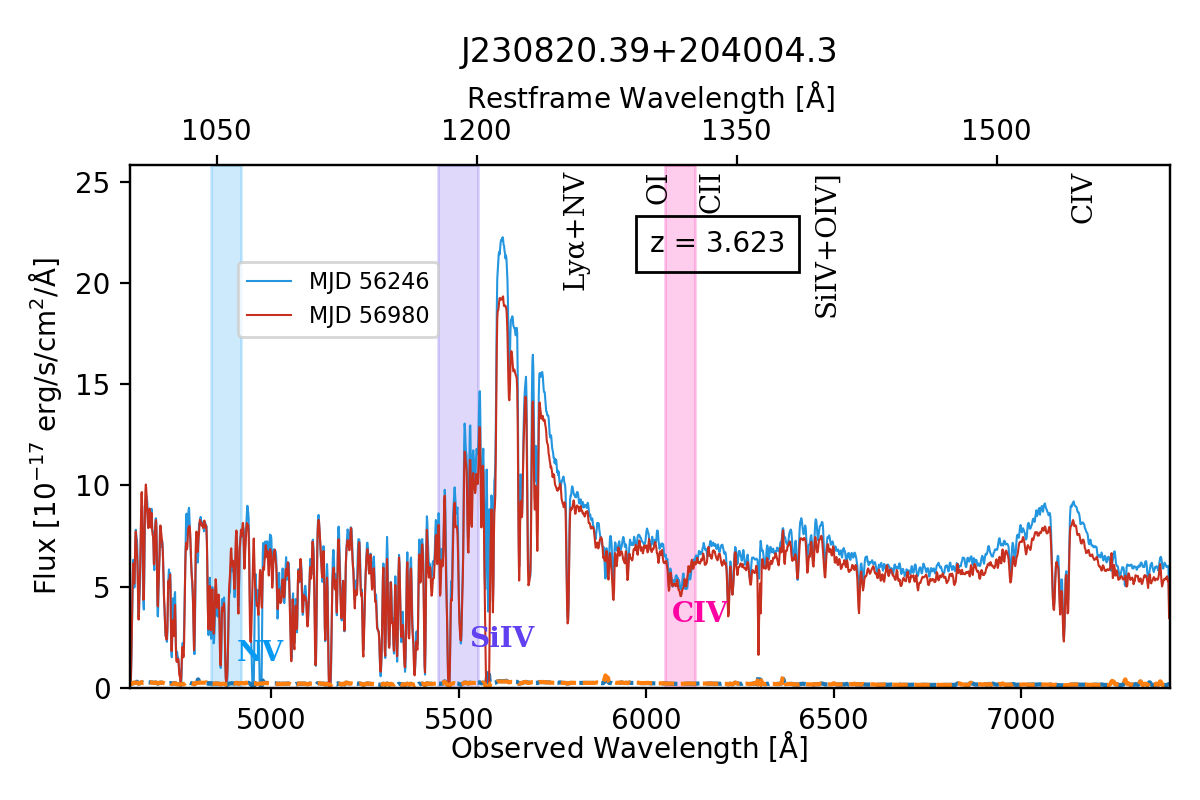 J230820.39+204004.3
Restframe Wavelength [Å]
1050 1200 1350 1500
25
20
15
10
5
0
Flux [10⁻¹⁷ erg/s/cm²/Å]
MJD 56246
MJD 56980
Lyα+NV
OI
CII
SiIV+OIV]
CIV
z = 3.623
NV
SiIV
CIV
5000 5500 6000 6500 7000
Observed Wavelength [Å]